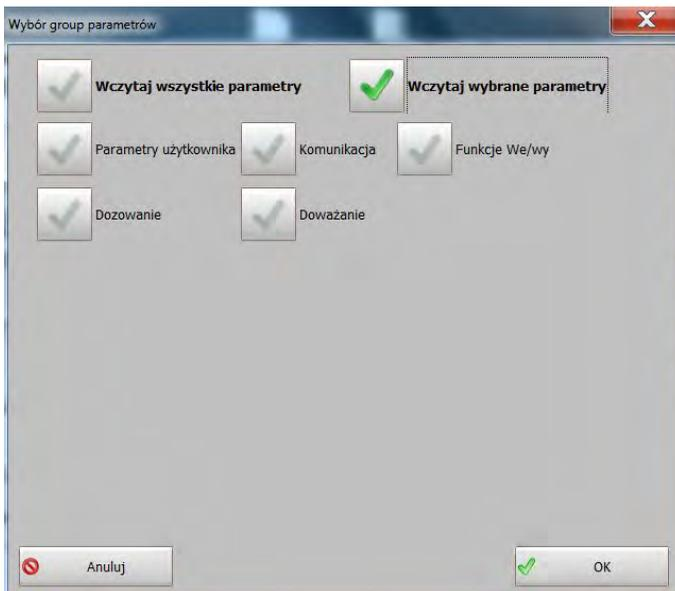 Wybór group parametrów
Wczytaj wszystkie parametry
Wczytaj wybrane parametry
Parametry użytkownika
Komunikacja
Funkcje We/wy
Dozowanie
Doważanie
Anuluj
OK